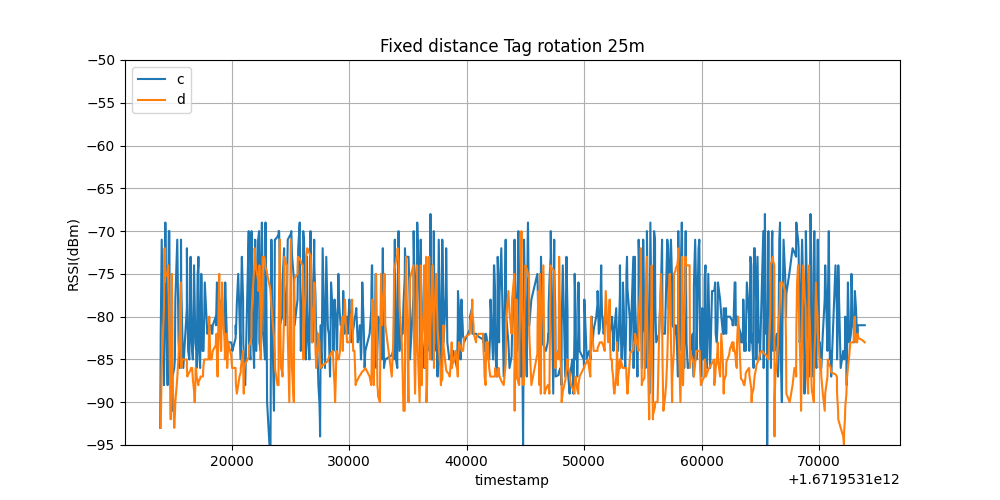 Fixed distance Tag rotation 25m
c
d
−50
−55
−60
−65
−70
−75
−80
−85
−90
−95
RSSI(dBm)
20000 30000 40000 50000 60000 70000
timestamp
+1.6719531e12